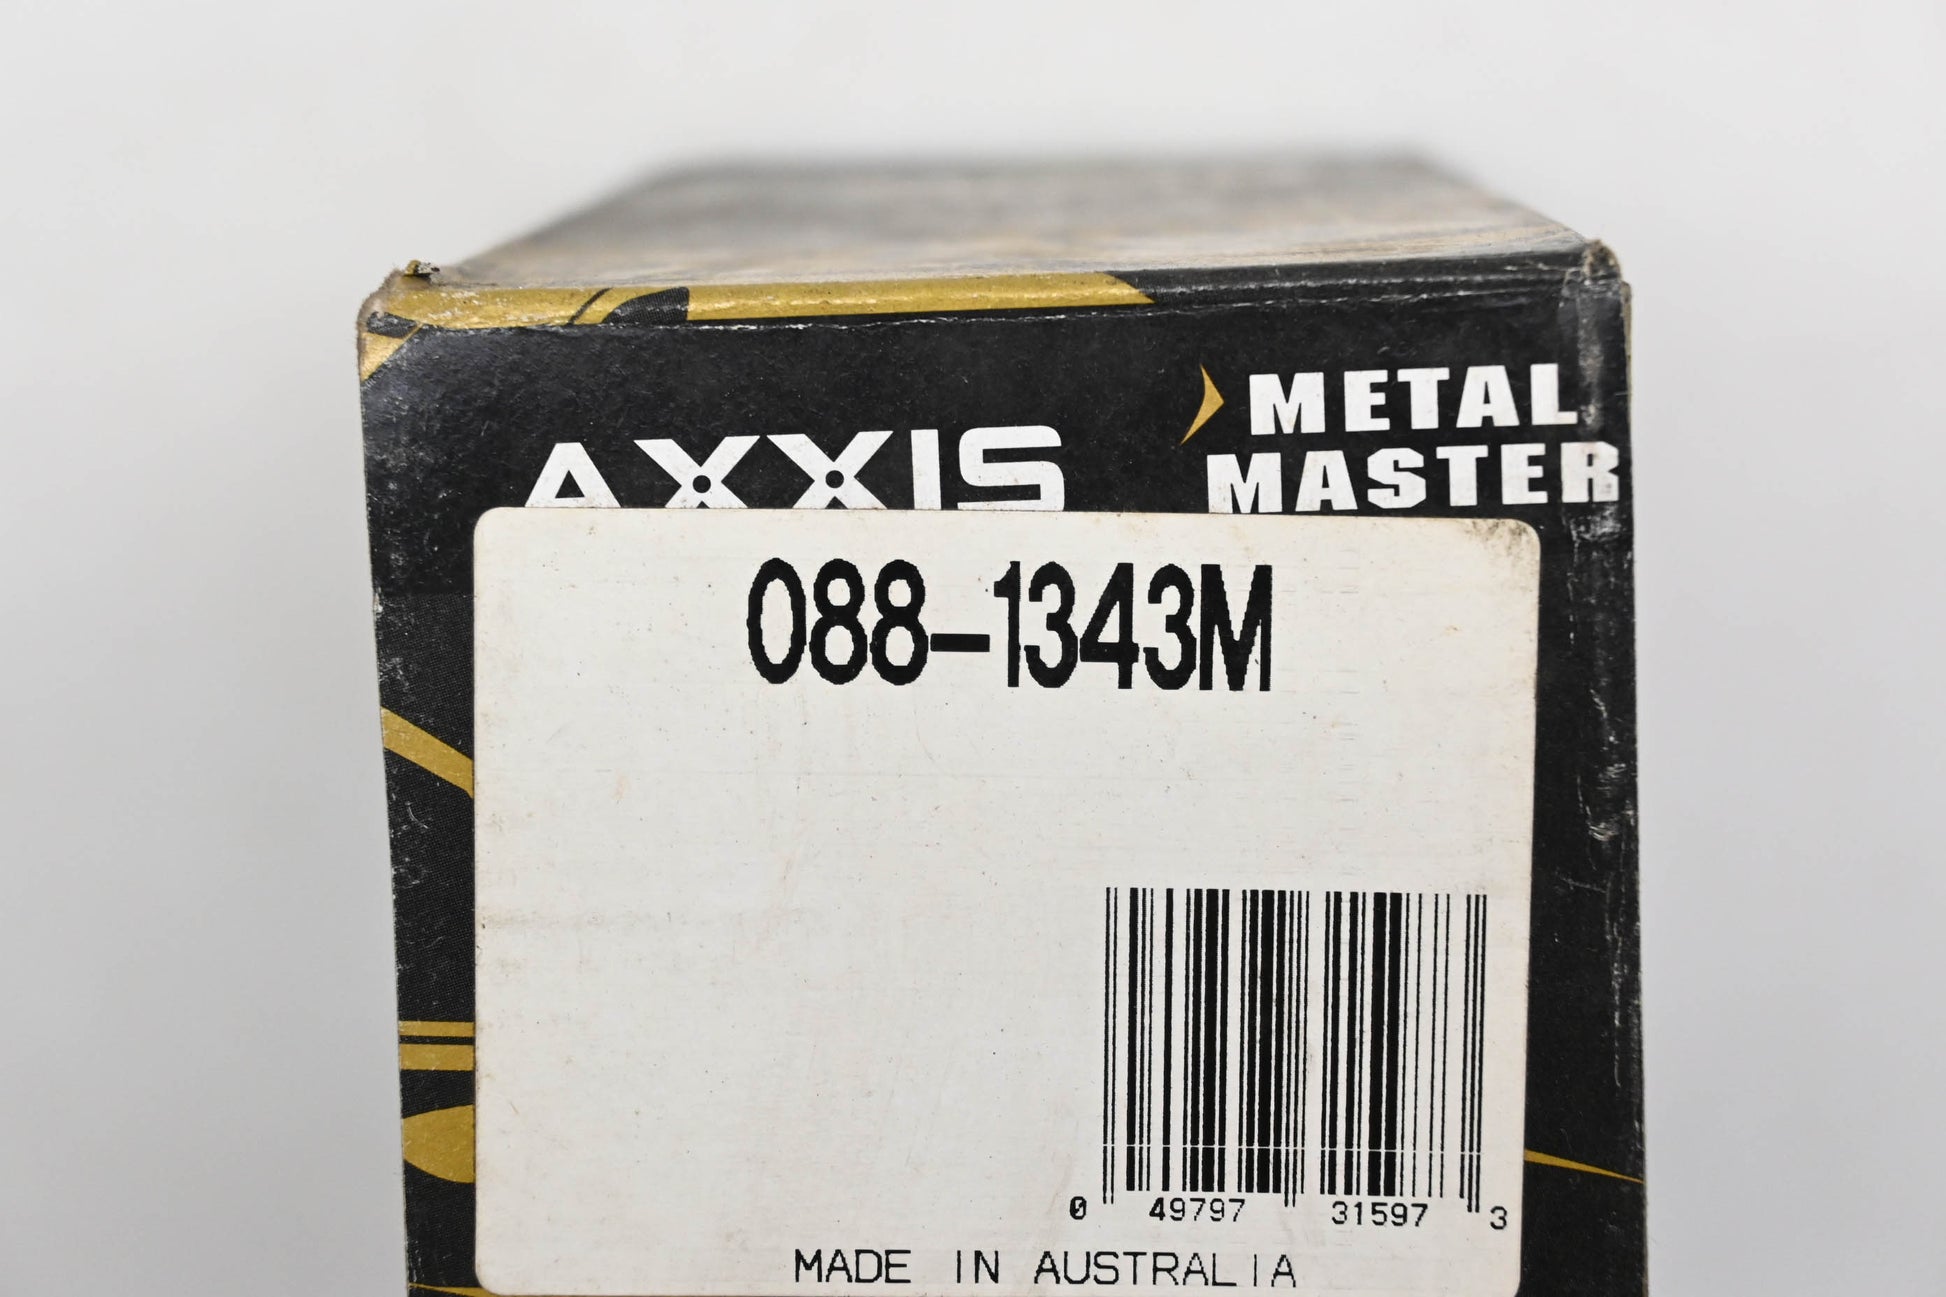 METAL
AXXIS MASTER
088-1343M
0 49797 31597 3
MADE IN AUSTRALIA